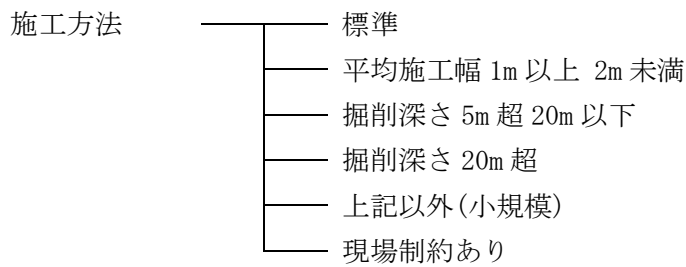 施工方法 標準
平均施工幅 1m 以上 2m 未満
掘削深さ 5m 超 20m 以下
掘削深さ 20m 超
上記以外(小規模)
現場制約あり